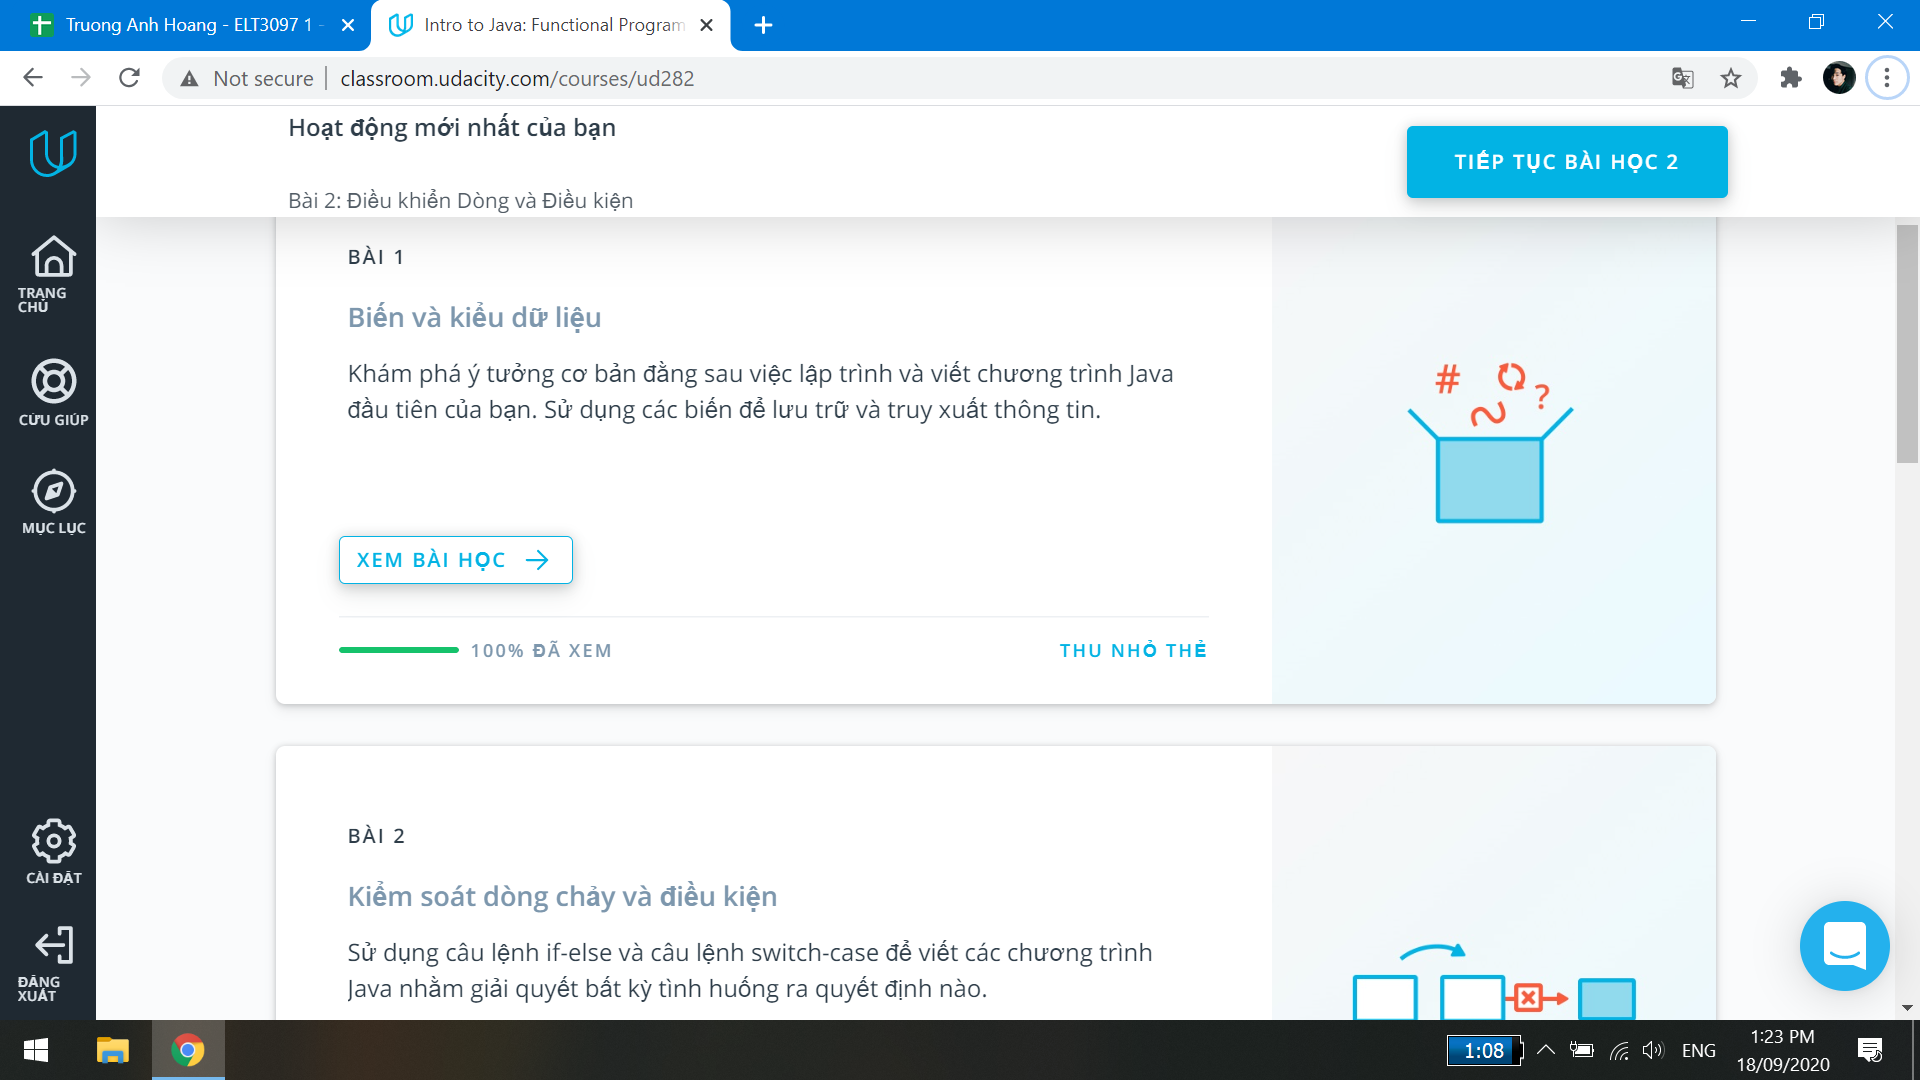 Truong Anh Hoang - ELT3097 1 -
Intro to Java: Functional Program
Not secure
classroom.udacity.com/courses/ud282
Hoạt động mới nhất của bạn
Bài 2: Điều khiển Dòng và Điều kiện
TIẾP TỤC BÀI HỌC 2
TRANG
CHỦ
CỨU GIÚP
MỤC LỤC
CÀI ĐẶT
ĐĂNG
XUẤT
BÀI 1
Biến và kiểu dữ liệu
Khám phá ý tưởng cơ bản đằng sau việc lập trình và viết chương trình Java
đầu tiên của bạn. Sử dụng các biến để lưu trữ và truy xuất thông tin.
XEM BÀI HỌC
100% ĐÃ XEM
THU NHỎ THẺ
# ?
BÀI 2
Kiểm soát dòng chảy và điều kiện
Sử dụng câu lệnh if-else và câu lệnh switch-case để viết các chương trình
Java nhằm giải quyết bất kỳ tình huống ra quyết định nào.
1:08
ENG
1:23 PM
18/09/2020